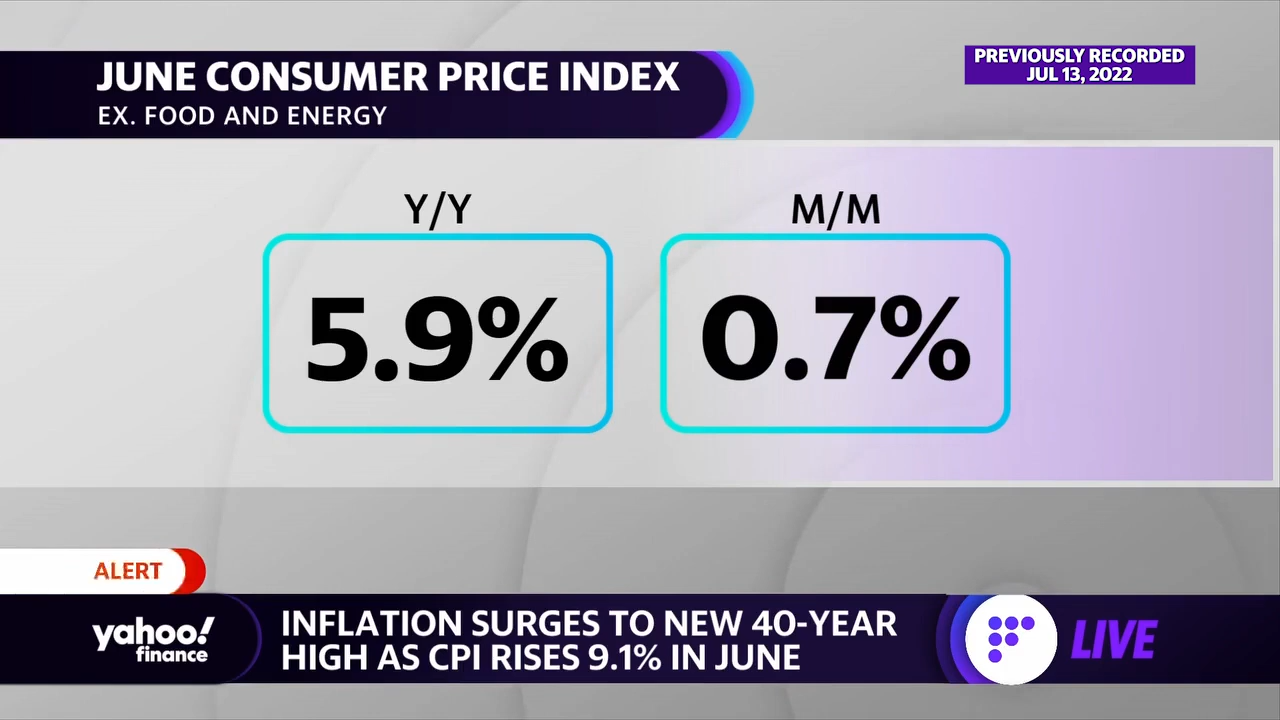 JUNE CONSUMER PRICE INDEX
EX. FOOD AND ENERGY
PREVIOUSLY RECORDED
JUL 13, 2022
Y/Y
5.9%
M/M
0.7%
ALERT
yahoo!
finance
INFLATION SURGES TO NEW 40-YEAR
HIGH AS CPI RISES 9.1% IN JUNE
LIVE